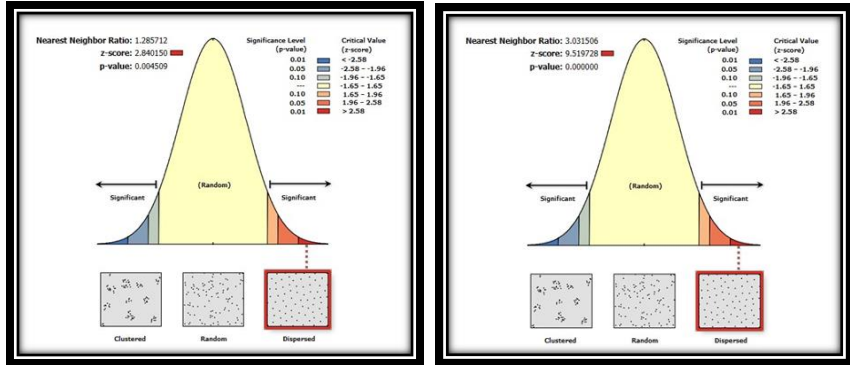 Nearest Neighbor Ratio: 1.285712
z-score: 2.840150
p-value: 0.004509
Significance Level (p-value)
Critical Value (z-score)
0.01 < -2.58
0.05 -2.58 – -1.96
0.10 -1.96 – -1.65
--- -1.65 – 1.65
0.10 1.65 – 1.96
0.05 1.96 – 2.58
0.01 > 2.58
(Random)
Significant Significant
Clustered Random Dispersed
Nearest Neighbor Ratio: 3.031506
z-score: 9.519728
p-value: 0.000000
Significance Level (p-value)
Critical Value (z-score)
0.01 < -2.58
0.05 -2.58 – -1.96
0.10 -1.96 – -1.65
--- -1.65 – 1.65
0.10 1.65 – 1.96
0.05 1.96 – 2.58
0.01 > 2.58
(Random)
Significant Significant
Clustered Random Dispersed